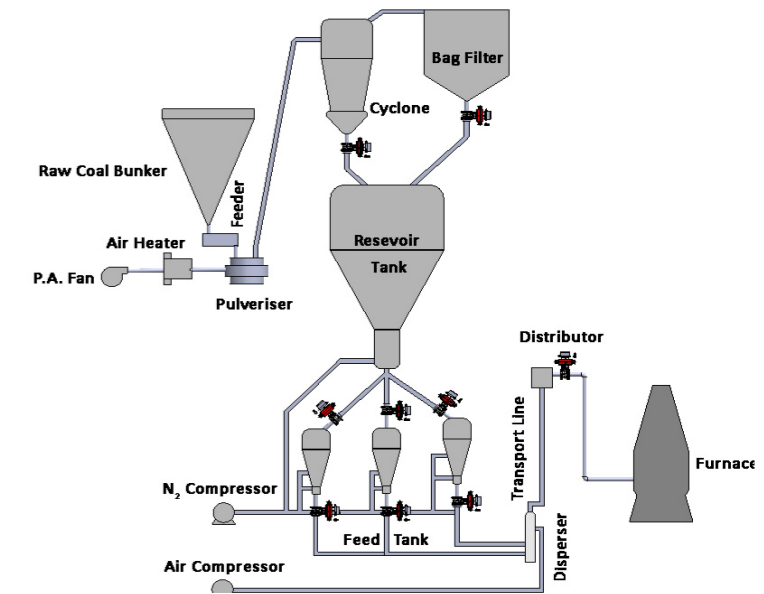 Bag Filter
Cyclone
Raw Coal Bunker
Feeder
Air Heater
Resevoir
Tank
P.A. Fan
Pulveriser
Distributor
Transport Line
Furnace
N₂ Compressor
Feed Tank
Disperser
Air Compressor